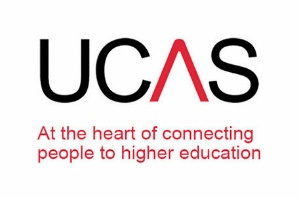 UCAS
At the heart of connecting
people to higher education